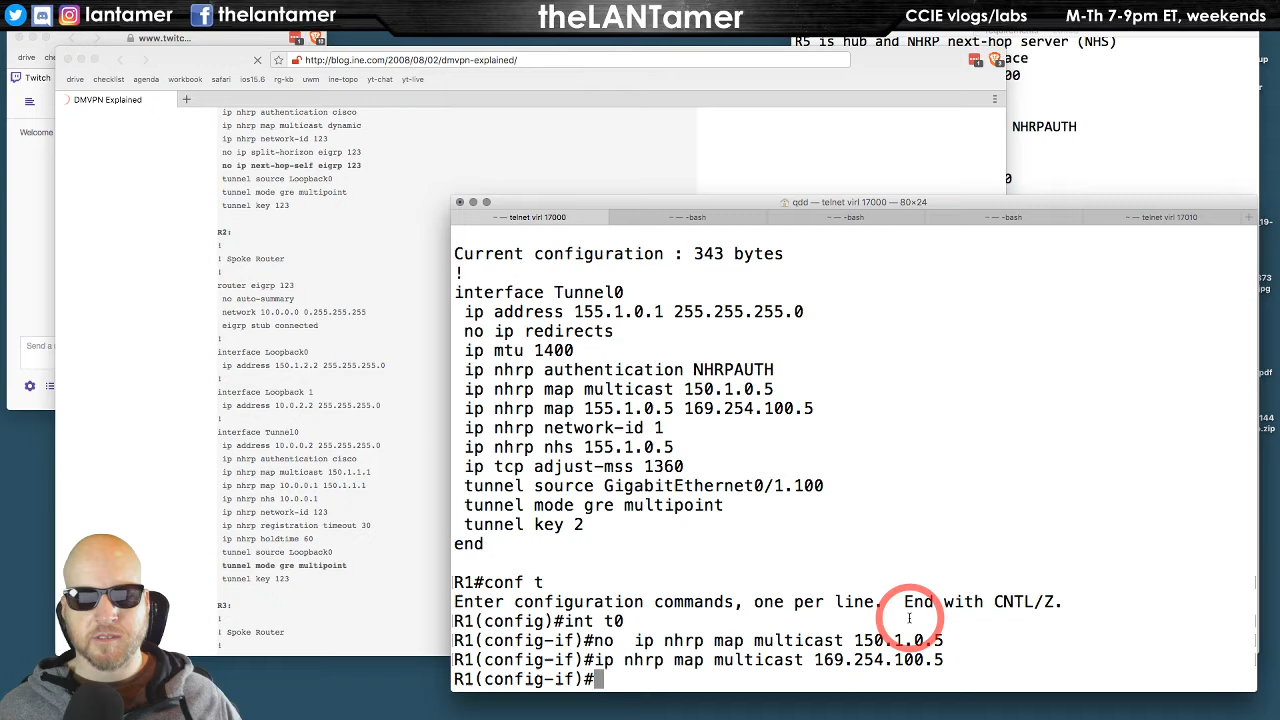 lantamer
thelantamer
theLANTamer
CCIE vlogs/labs
M-Th 7-9pm ET, weekends
www.twitc...
drive
Twitch
Welcome
Send a
R5 is hub and NHRP next-hop server (NHS)
http://blog.ine.com/2008/08/02/dmvpn-explained/
drive checklist agenda workbook safari ios15.6 rg-kb uwm ine-topo yt-chat yt-live
DMVPN Explained
NHRPAUTH
ip nhrp authentication cisco
ip nhrp map multicast dynamic
ip nhrp network-id 123
no ip split-horizon eigrp 123
no ip next-hop-self eigrp 123
tunnel source Loopback0
tunnel mode gre multipoint
tunnel key 123
R2:
!
! Spoke Router
!
router eigrp 123
no auto-summary
network 10.0.0.0 0.255.255.255
eigrp stub connected
!
interface Loopback0
ip address 150.1.2.2 255.255.255.0
!
interface Loopback 1
ip address 10.0.2.2 255.255.255.0
!
interface Tunnel0
ip address 10.0.0.2 255.255.255.0
ip nhrp authentication cisco
ip nhrp map multicast 150.1.1.1
ip nhrp map 10.0.0.1 150.1.1.1
ip nhrp nhs 10.0.0.1
ip nhrp network-id 123
ip nhrp registration timeout 30
ip nhrp holdtime 60
tunnel source Loopback0
tunnel mode gre multipoint
tunnel key 123
R3:
!
! Spoke Router
qdd — telnet virl 17000 — 80×24
~ — telnet virl 17000
~ — -bash
~ — -bash
~ — -bash
~ — telnet virl 17010
Current configuration : 343 bytes
!
interface Tunnel0
ip address 155.1.0.1 255.255.255.0
no ip redirects
ip mtu 1400
ip nhrp authentication NHRPAUTH
ip nhrp map multicast 150.1.0.5
ip nhrp map 155.1.0.5 169.254.100.5
ip nhrp network-id 1
ip nhrp nhs 155.1.0.5
ip tcp adjust-mss 1360
tunnel source GigabitEthernet0/1.100
tunnel mode gre multipoint
tunnel key 2
end
R1#conf t
Enter configuration commands, one per line. End with CNTL/Z.
R1(config)#int t0
R1(config-if)#no  ip nhrp map multicast 150.1.0.5
R1(config-if)#ip nhrp map multicast 169.254.100.5
R1(config-if)#